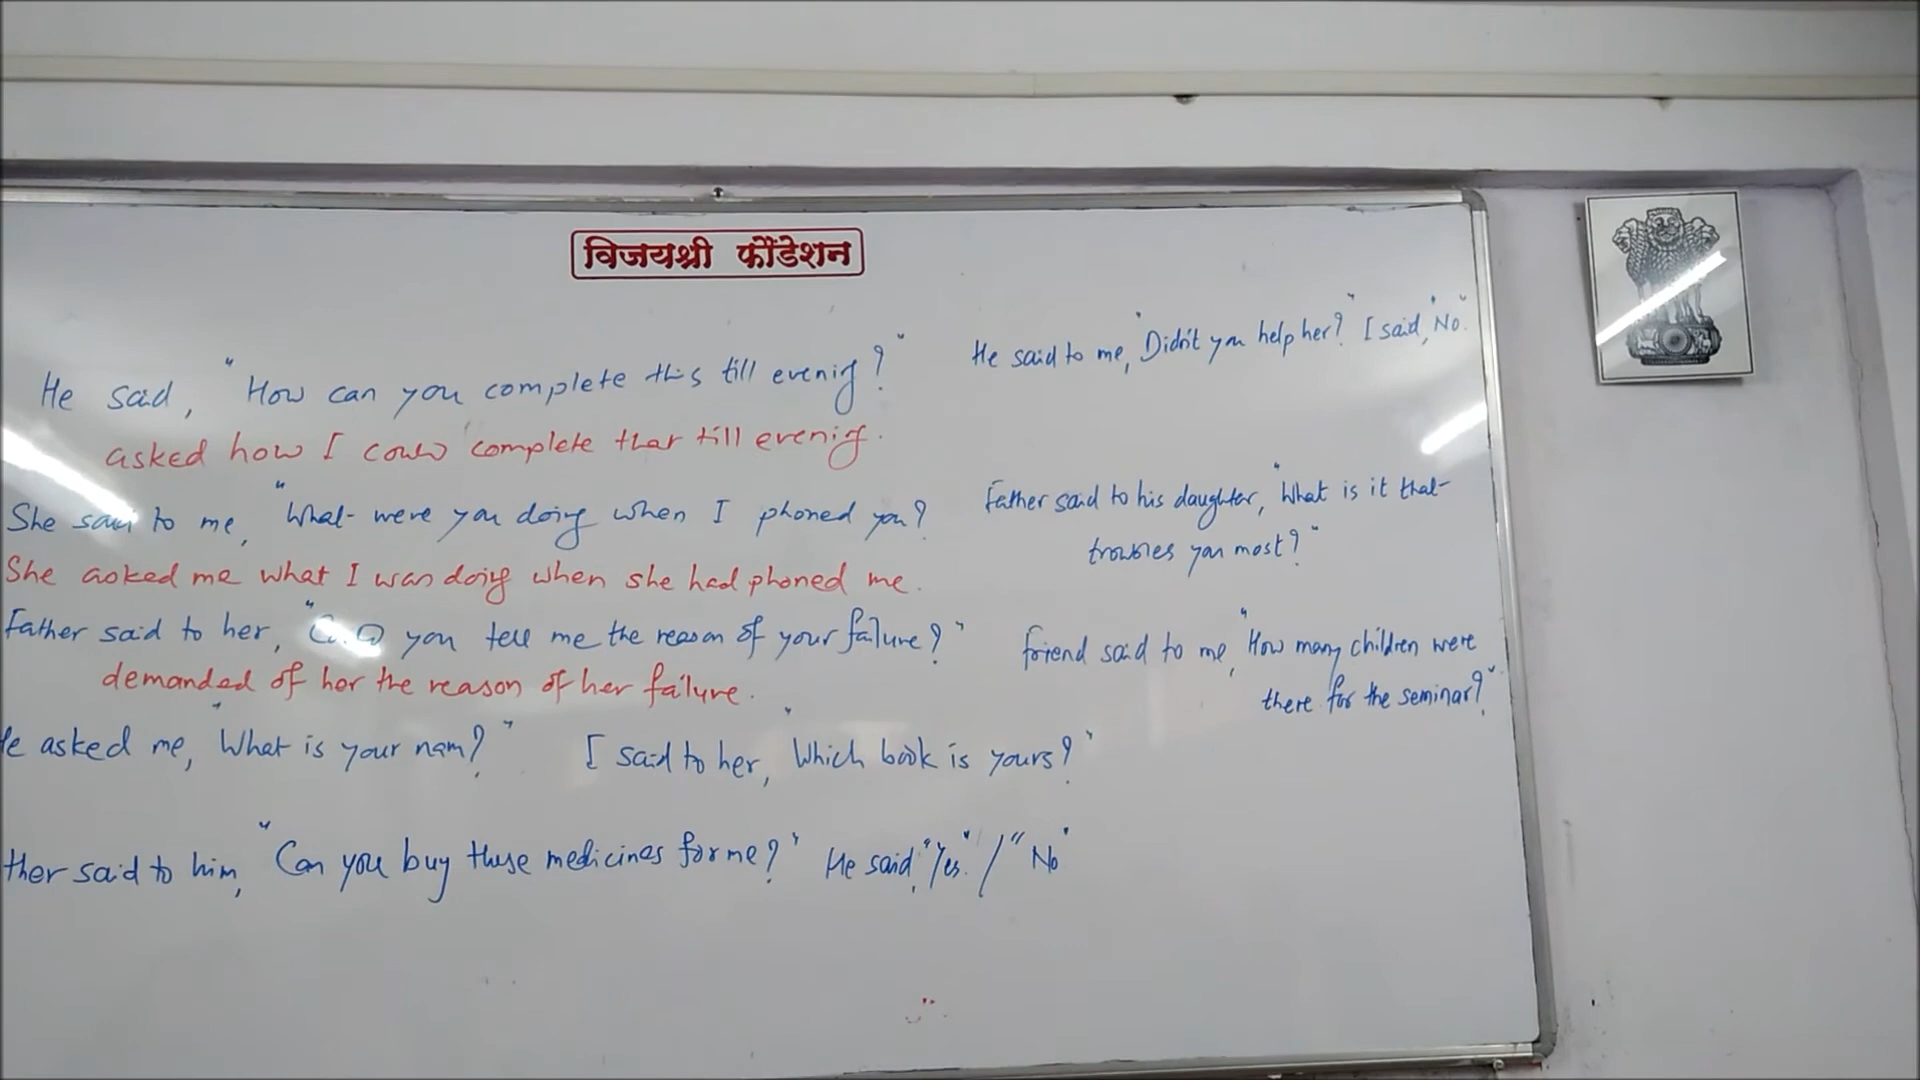 विजयश्री फौंडेशन
He said, "How can you complete this till evenig?"
asked how I could complete that till evenig.
She said to me, "What were you doing when I phoned you?
She asked me what I was doing when she had phoned me.
Father said to her, " you tell me the reason of your failure?"
demanded of her the reason of her failure.
He asked me, "What is your nam?" I said to her, "Which book is yours?"
ther said to him, "Can you buy these medicines for me?" He said, "Yes." / "No"
He said to me, "Didn't you help her?" I said, "No."
Father said to his daughter, "What is it that
troubles you most?"
friend said to me, "How many children were
there for the seminar?"